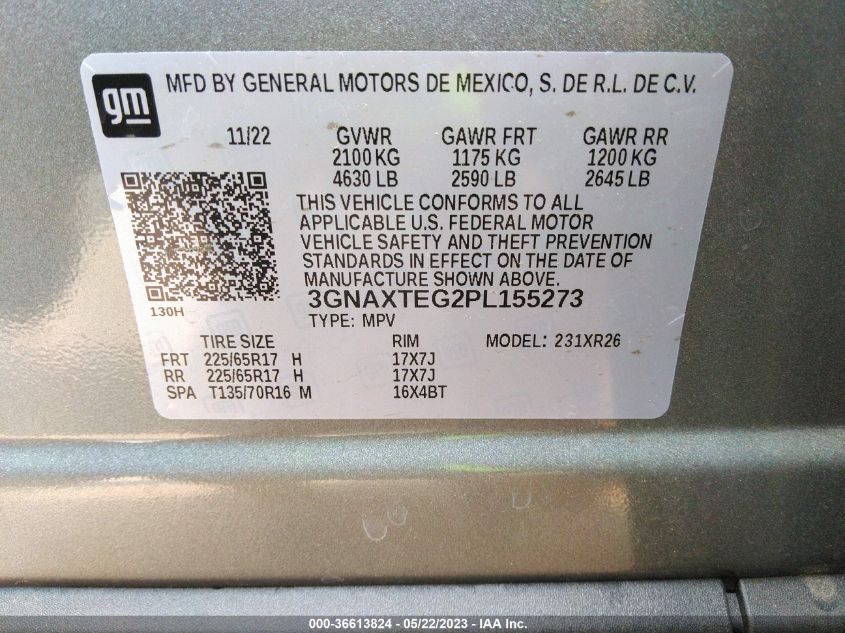 gm
MFD BY GENERAL MOTORS DE MEXICO, S. DE R.L. DE C.V.
11/22 GVWR GAWR FRT GAWR RR
2100 KG 1175 KG 1200 KG
4630 LB 2590 LB 2645 LB
THIS VEHICLE CONFORMS TO ALL
APPLICABLE U.S. FEDERAL MOTOR
VEHICLE SAFETY AND THEFT PREVENTION
STANDARDS IN EFFECT ON THE DATE OF
MANUFACTURE SHOWN ABOVE.
130H
3GNAXTEG2PL155273
TYPE: MPV
TIRE SIZE RIM MODEL: 231XR26
FRT 225/65R17 H 17X7J
RR 225/65R17 H 17X7J
SPA T135/70R16 M 16X4BT
000-36613824 - 05/22/2023 - IAA Inc.